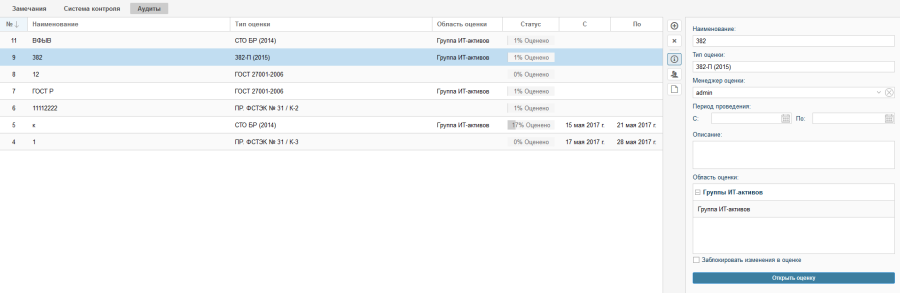 Замечания Система контроля Аудиты
№ ↓ Наименование Тип оценки Область оценки Статус С По
11 ВФЫВ СТО БР (2014) Группа ИТ-активов 1% Оценено
9 382 382-П (2015) Группа ИТ-активов 1% Оценено
8 12 ГОСТ 27001-2006 0% Оценено
7 ГОСТ Р ГОСТ 27001-2006 Группа ИТ-активов 1% Оценено
6 11112222 ПР. ФСТЭК № 31 / К-2 1% Оценено
5 к СТО БР (2014) Группа ИТ-активов 17% Оценено 15 мая 2017 г. 21 мая 2017 г.
4 1 ПР. ФСТЭК № 31 / К-3 0% Оценено 17 мая 2017 г. 28 мая 2017 г.
Наименование:
382
Тип оценки:
382-П (2015)
Менеджер оценки:
admin
Период проведения:
С: По:
Описание:
Область оценки:
Группы ИТ-активов
Группа ИТ-активов
Заблокировать изменения в оценке
Открыть оценку